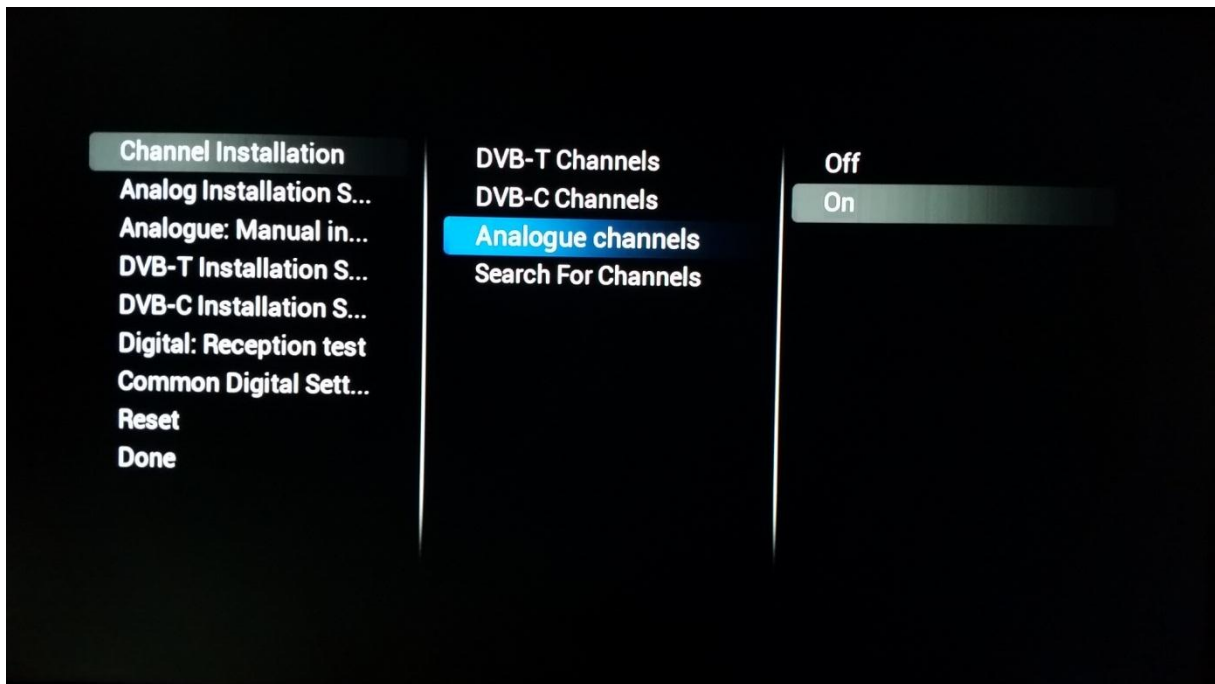 Channel Installation
Analog Installation S...
Analogue: Manual in...
DVB-T Installation S...
DVB-C Installation S...
Digital: Reception test
Common Digital Sett...
Reset
Done
DVB-T Channels
DVB-C Channels
Analogue channels
Search For Channels
Off
On